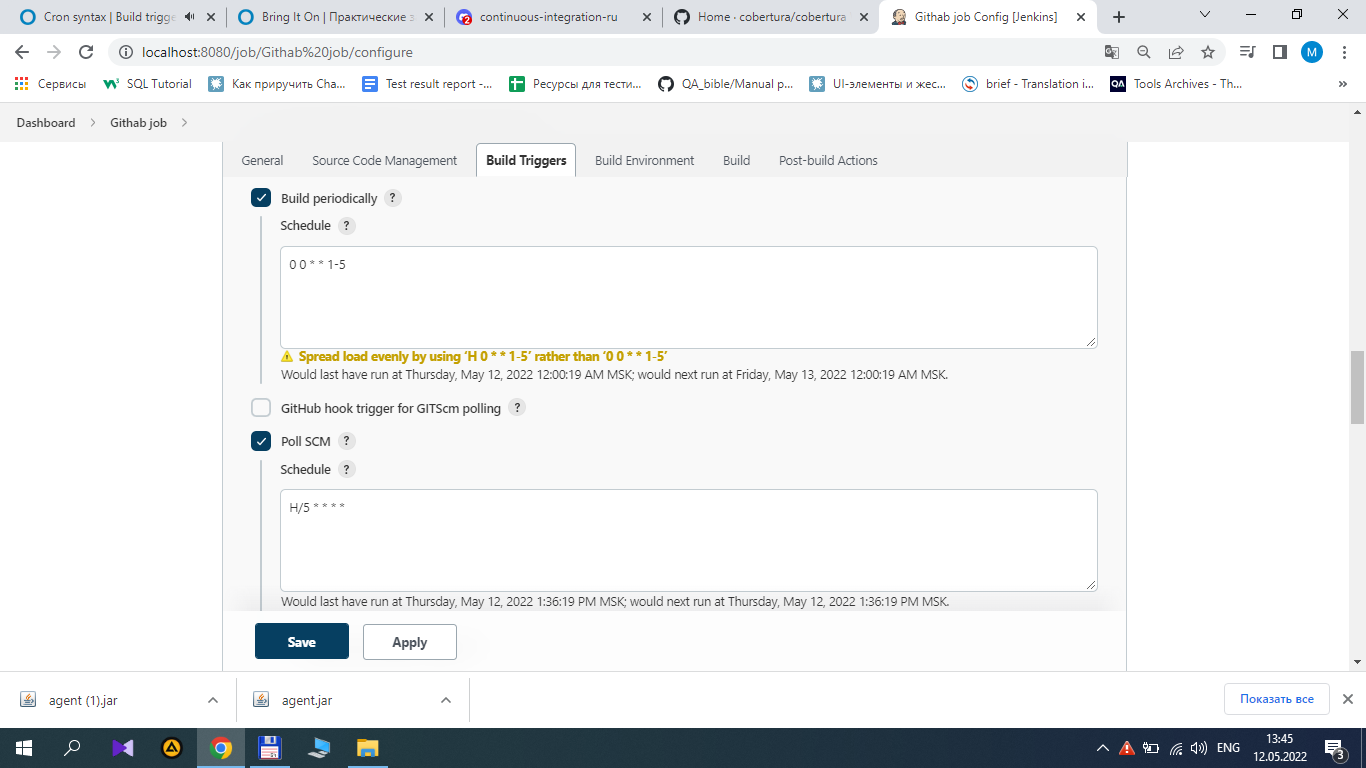 Cron syntax | Build trigge
Bring It On | Практические з
continuous-integration-ru
Home · cobertura/cobertura
Githab job Config [Jenkins]
localhost:8080/job/Githab%20job/configure
M
Сервисы
SQL Tutorial
Как приручить Cha...
Test result report -...
Ресурсы для тести...
QA_bible/Manual p...
UI-элементы и жес...
brief - Translation i...
QA
Tools Archives - Th...
»
Dashboard
Githab job
General
Source Code Management
Build Triggers
Build Environment
Build
Post-build Actions
Build periodically ?
Schedule ?
0 0 * * 1-5
Spread load evenly by using ‘H 0 * * 1-5’ rather than ‘0 0 * * 1-5’
Would last have run at Thursday, May 12, 2022 12:00:19 AM MSK; would next run at Friday, May 13, 2022 12:00:19 AM MSK.
GitHub hook trigger for GITScm polling ?
Poll SCM ?
Schedule ?
H/5 * * * *
Would last have run at Thursday, May 12, 2022 1:36:19 PM MSK; would next run at Thursday, May 12, 2022 1:36:19 PM MSK.
Save
Apply
agent (1).jar
agent.jar
Показать все
ENG
13:45
12.05.2022
3